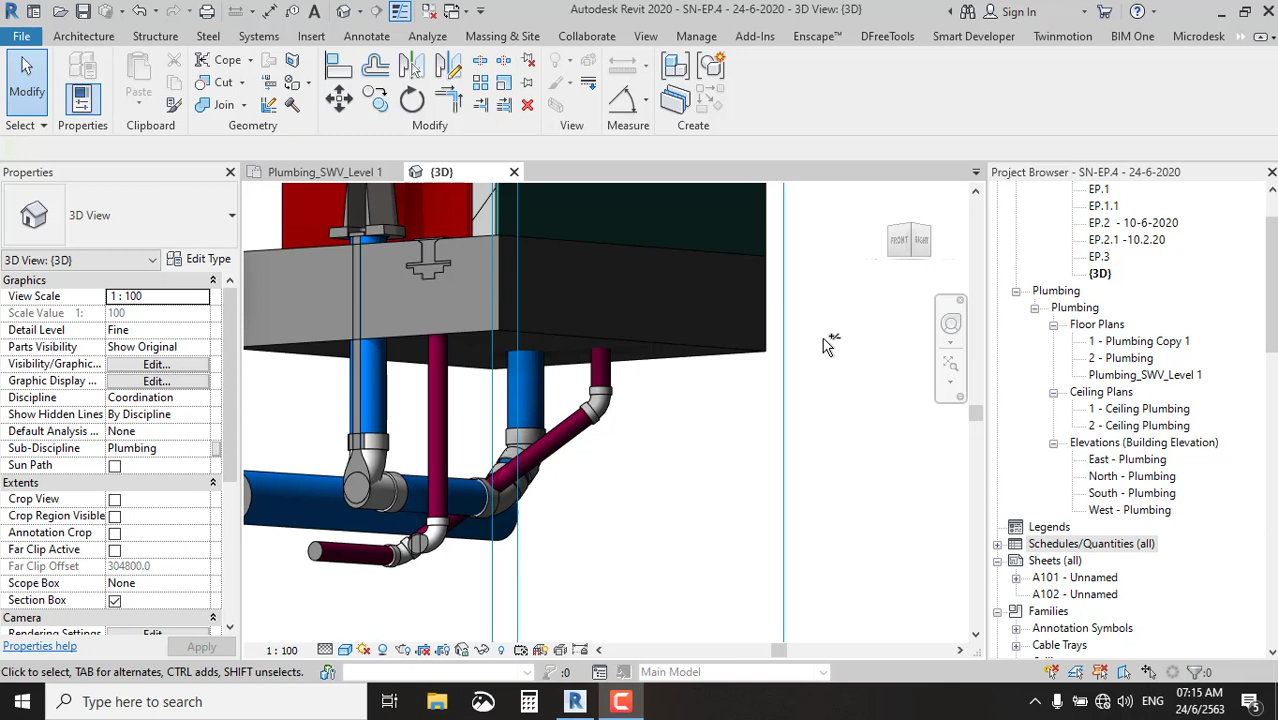 Autodesk Revit 2020 - SN-EP.4 - 24-6-2020 - 3D View: {3D}
Sign In
File Architecture Structure Steel Systems Insert Annotate Analyze Massing & Site Collaborate View Manage Add-Ins Enscape™ DFreeTools Smart Developer Twinmotion BIM One Microdesk
Modify
Properties
Paste
Cope
Cut
Join
Select Properties Clipboard Geometry Modify View Measure Create
Properties
Plumbing_SWV_Level 1
{3D}
Project Browser - SN-EP.4 - 24-6-2020
3D View
3D View: {3D}
Edit Type
Graphics
View Scale 1 : 100
Scale Value 1: 100
Detail Level Fine
Parts Visibility Show Original
Visibility/Graphic... Edit...
Graphic Display ... Edit...
Discipline Coordination
Show Hidden Lines By Discipline
Default Analysis ... None
Sub-Discipline Plumbing
Sun Path
Extents
Crop View
Crop Region Visible
Annotation Crop
Far Clip Active
Far Clip Offset 304800.0
Scope Box None
Section Box
Camera
Rendering Settings Edit...
Properties help
Apply
FRONT RIGHT
EP.1
EP.1.1
EP.2 - 10-6-2020
EP.2.1 -10.2.20
EP.3
{3D}
Plumbing
Plumbing
Floor Plans
1 - Plumbing Copy 1
2 - Plumbing
Plumbing_SWV_Level 1
Ceiling Plans
1 - Ceiling Plumbing
2 - Ceiling Plumbing
Elevations (Building Elevation)
East - Plumbing
North - Plumbing
South - Plumbing
West - Plumbing
Legends
Schedules/Quantities (all)
Sheets (all)
A101 - Unnamed
A102 - Unnamed
Families
Annotation Symbols
Cable Trays
1 : 100
Click to select, TAB for alternates, CTRL adds, SHIFT unselects.
:0
Main Model
:0
Type here to search
ENG
07:15 AM
24/6/2563
5